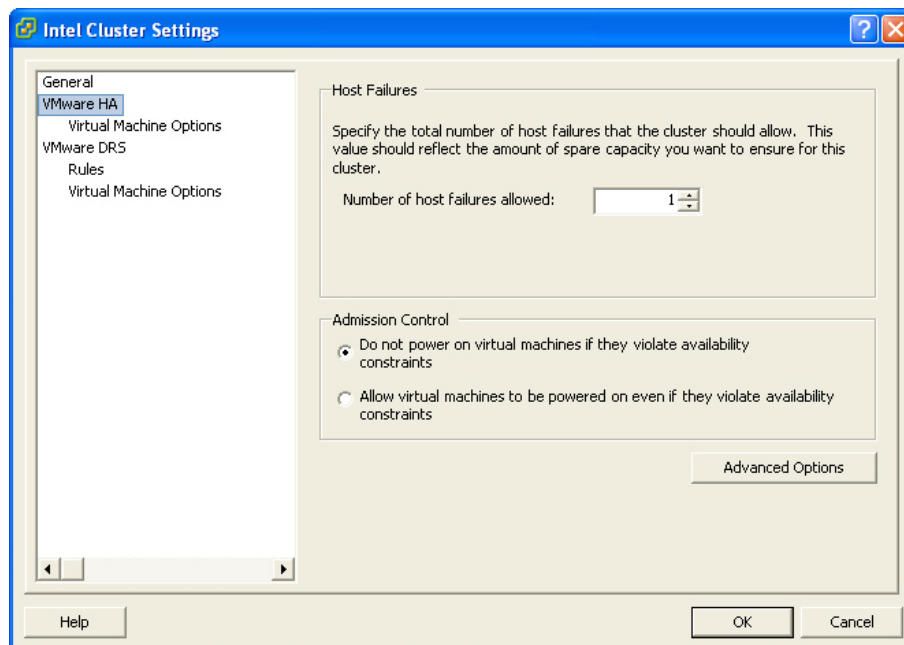 Intel Cluster Settings
General
VMware HA
Virtual Machine Options
VMware DRS
Rules
Virtual Machine Options
Host Failures
Specify the total number of host failures that the cluster should allow. This
value should reflect the amount of spare capacity you want to ensure for this
cluster.
Number of host failures allowed: 1
Admission Control
Do not power on virtual machines if they violate availability
constraints
Allow virtual machines to be powered on even if they violate availability
constraints
Advanced Options
Help
OK
Cancel